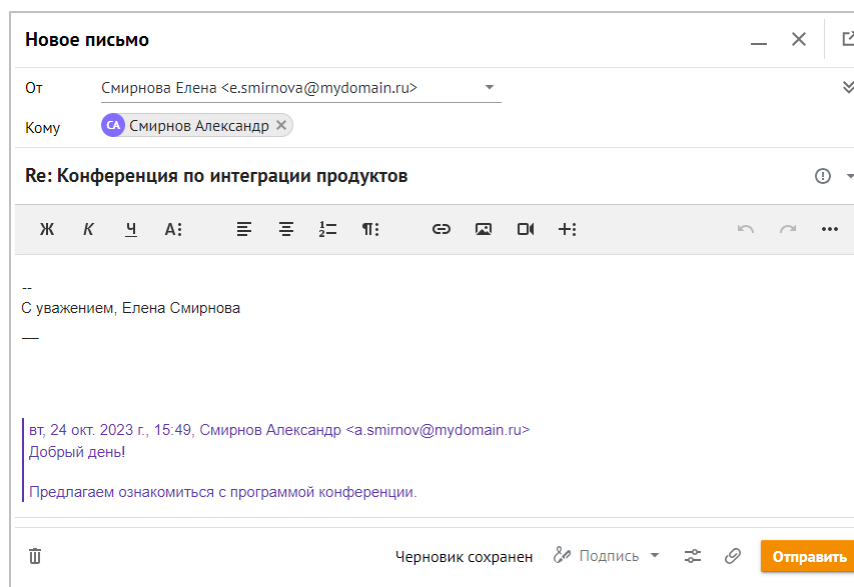 Новое письмо
От Смирнова Елена <e.smirnova@mydomain.ru>
Кому СА Смирнов Александр
Re: Конференция по интеграции продуктов
Ж К Ч А
--
С уважением, Елена Смирнова
__
вт, 24 окт. 2023 г., 15:49, Смирнов Александр <a.smirnov@mydomain.ru>
Добрый день!
Предлагаем ознакомиться с программой конференции.
Черновик сохранен Подпись Отправить